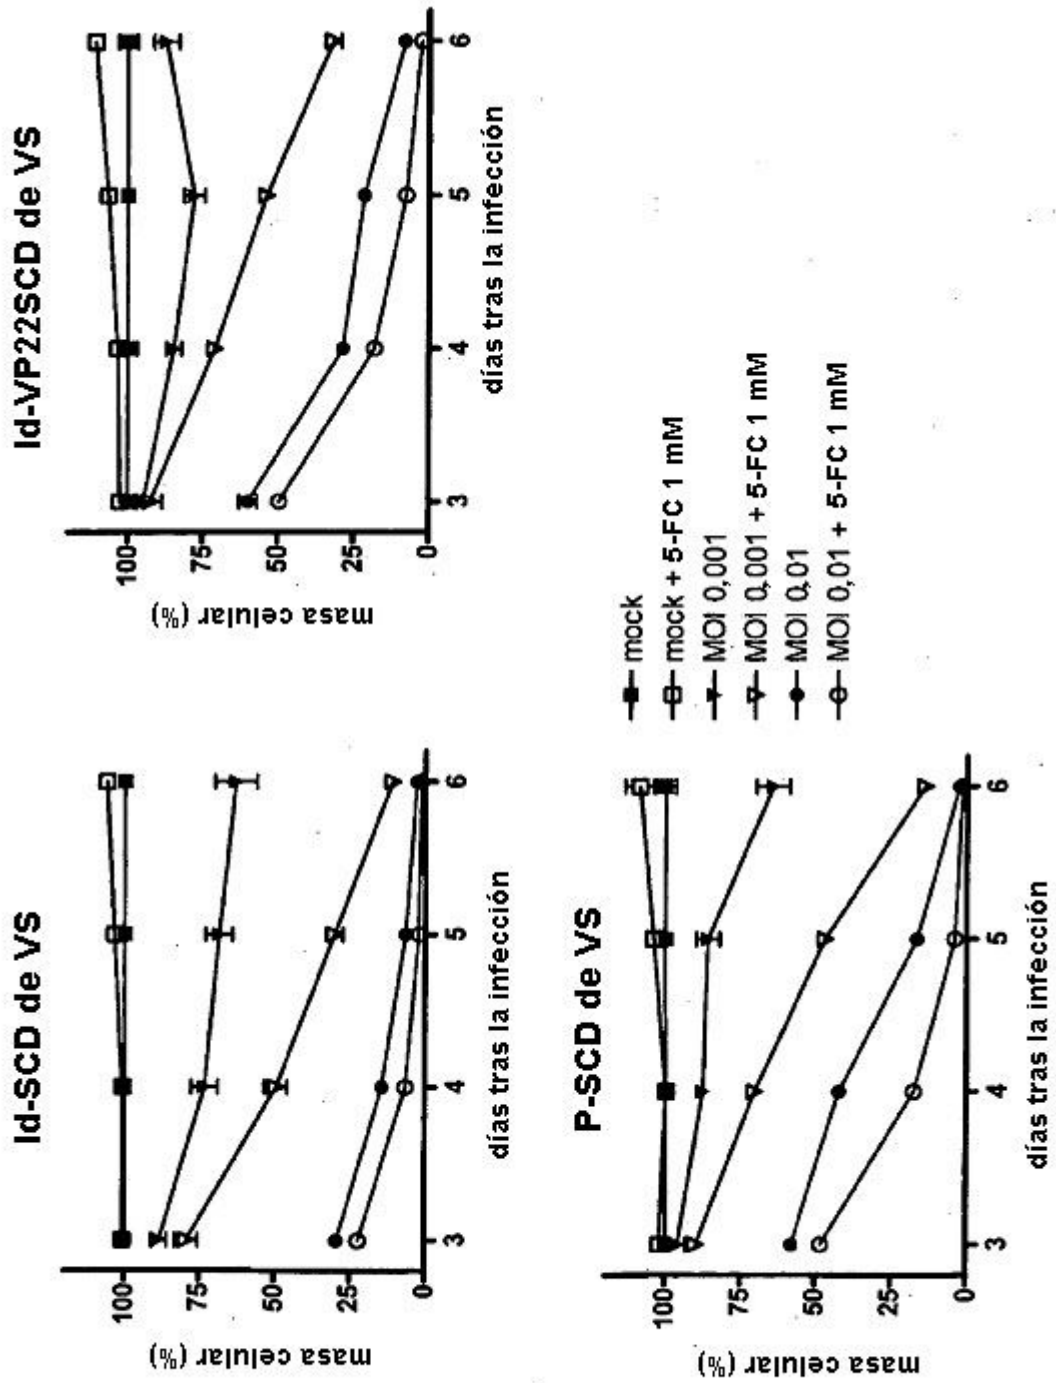 Id-SCD de VS
masa celular (%)
100
75
50
25
0
3
4
5
6
días tras la infección
Id-VP22SCD de VS
masa celular (%)
100
75
50
25
0
3
4
5
6
días tras la infección
P-SCD de VS
masa celular (%)
100
75
50
25
0
3
4
5
6
días tras la infección
mock
mock + 5-FC 1 mM
MOI 0,001
MOI 0,001 + 5-FC 1 mM
MOI 0,01
MOI 0,01 + 5-FC 1 mM